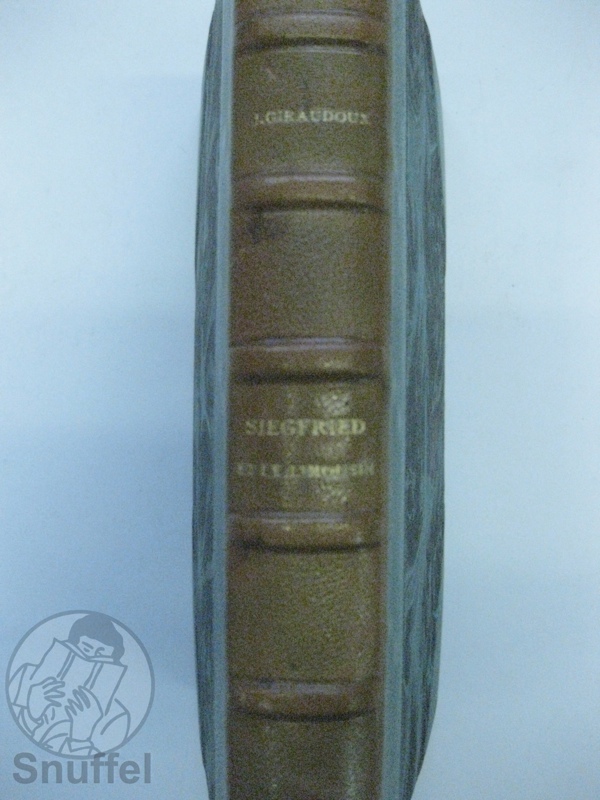 J.GIRAUDOUX
SIEGFRIED
ET LE LIMOUSIN
Snuffel